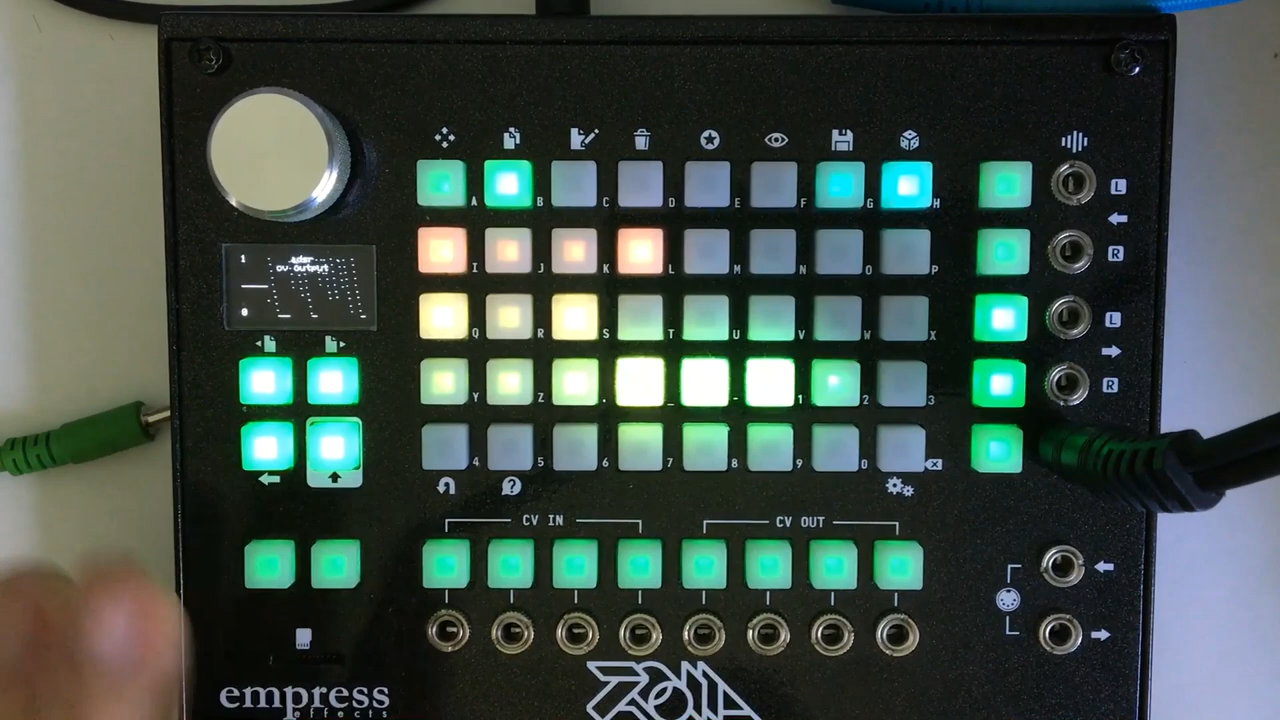 L
A B C D E F G H
R
I J K L M N O P
1
adsr
cv output
0
L
Q R S T U V W X
R
Y Z . _ - 1 2 3
4 5 6 7 8 9 0
CV IN
CV OUT
empress
effects
ZOIA